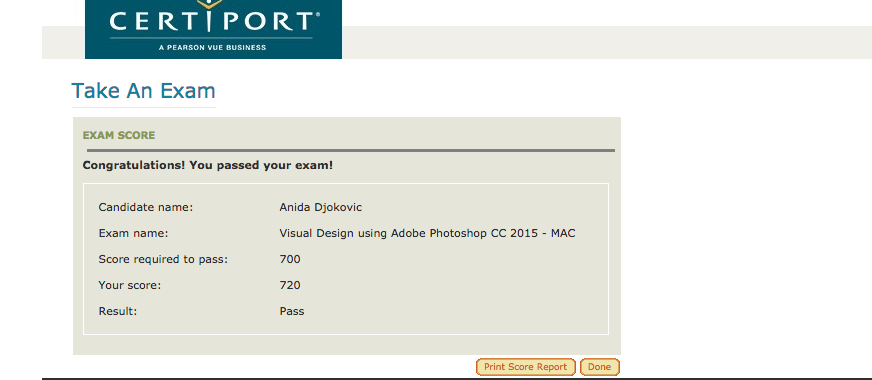 CERTIPORT®
A PEARSON VUE BUSINESS
Take An Exam
EXAM SCORE
Congratulations! You passed your exam!
Candidate name: Anida Djokovic
Exam name: Visual Design using Adobe Photoshop CC 2015 - MAC
Score required to pass: 700
Your score: 720
Result: Pass
Print Score Report Done